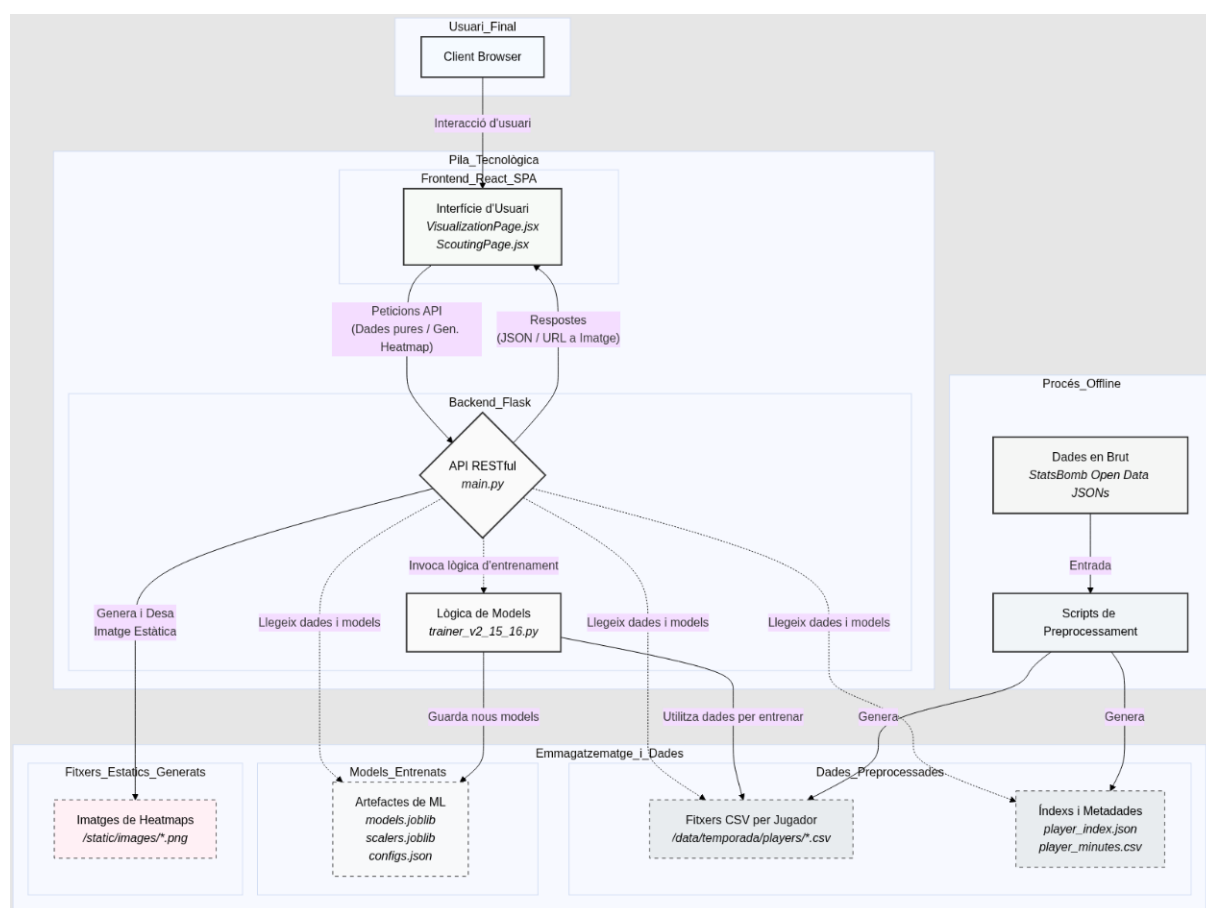 Usuari_Final
Client Browser
Interacció d'usuari
Pila_Tecnològica
Frontend_React_SPA
Interfície d'Usuari
VisualizationPage.jsx
ScoutingPage.jsx
Peticions API
(Dades pures / Gen.
Heatmap)
Respostes
(JSON / URL a Imatge)
Backend_Flask
API RESTful
main.py
Procés_Offline
Dades en Brut
StatsBomb Open Data
JSONs
Entrada
Invoca lògica d'entrenament
Genera i Desa
Imatge Estàtica
Llegeix dades i models
Lògica de Models
trainer_v2_15_16.py
Llegeix dades i models
Llegeix dades i models
Scripts de
Preprocessament
Guarda nous models
Utilitza dades per entrenar
Genera
Genera
Emmagatzematge_i_Dades
Fitxers_Estatics_Generats
Imatges de Heatmaps
/static/images/*.png
Models_Entrenats
Artefactes de ML
models.joblib
scalers.joblib
configs.json
Dades_Preprocessades
Fitxers CSV per Jugador
/data/temporada/players/*.csv
Índexs i Metadades
player_index.json
player_minutes.csv